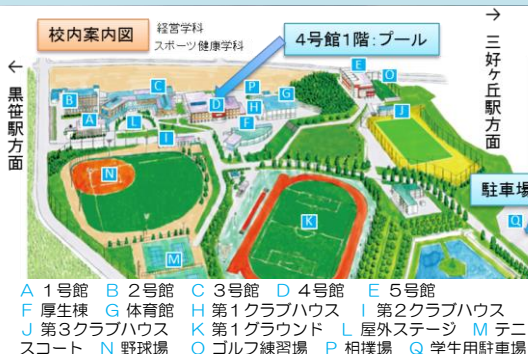 校内案内図
経営学科
スポーツ健康学科
4号館1階:プール
→
三好ヶ丘駅方面
←
黒笹駅方面
B
A
C
L
D
P
H
G
F
I
E
O
J
N
M
K
駐車場
Q
A 1号館 B 2号館 C 3号館 D 4号館 E 5号館
F 厚生棟 G 体育館 H 第1クラブハウス I 第2クラブハウス
J 第3クラブハウス K 第1グラウンド L 屋外ステージ M テニ
スコート N 野球場 O ゴルフ練習場 P 相撲場 Q 学生用駐車場